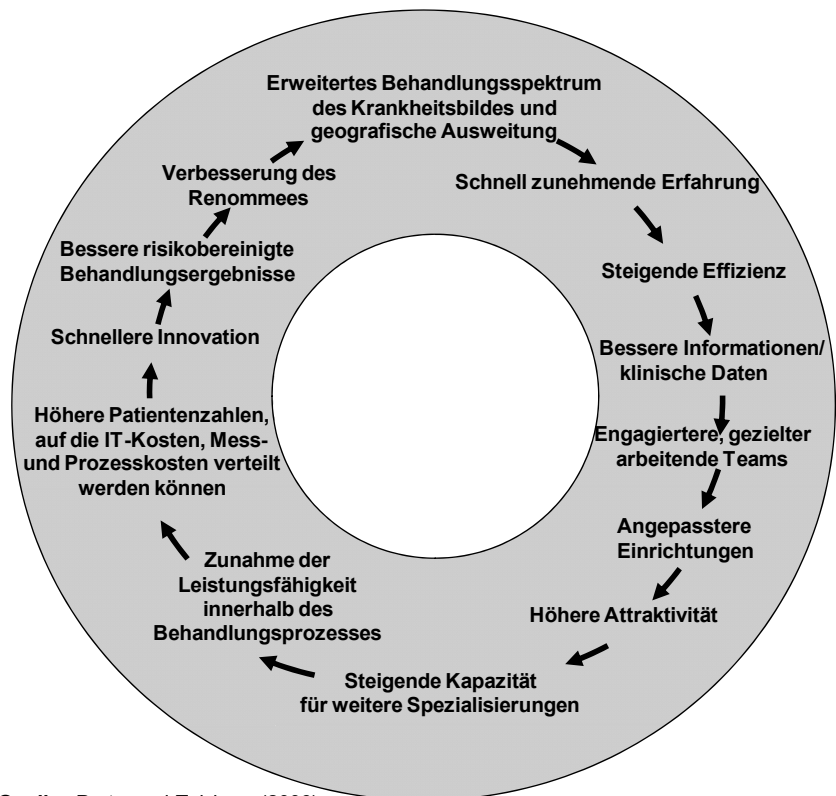 Erweitertes Behandlungsspektrum
des Krankheitsbildes und
geografische Ausweitung
Schnell zunehmende Erfahrung
Steigende Effizienz
Bessere Informationen/
klinische Daten
Engagiertere, gezielter
arbeitende Teams
Angepasstere
Einrichtungen
Höhere Attraktivität
Steigende Kapazität
für weitere Spezialisierungen
Zunahme der
Leistungsfähigkeit
innerhalb des
Behandlungsprozesses
Höhere Patientenzahlen,
auf die IT-Kosten, Mess-
und Prozesskosten verteilt
werden können
Schnellere Innovation
Bessere risikobereinigte
Behandlungsergebnisse
Verbesserung des
Renommees